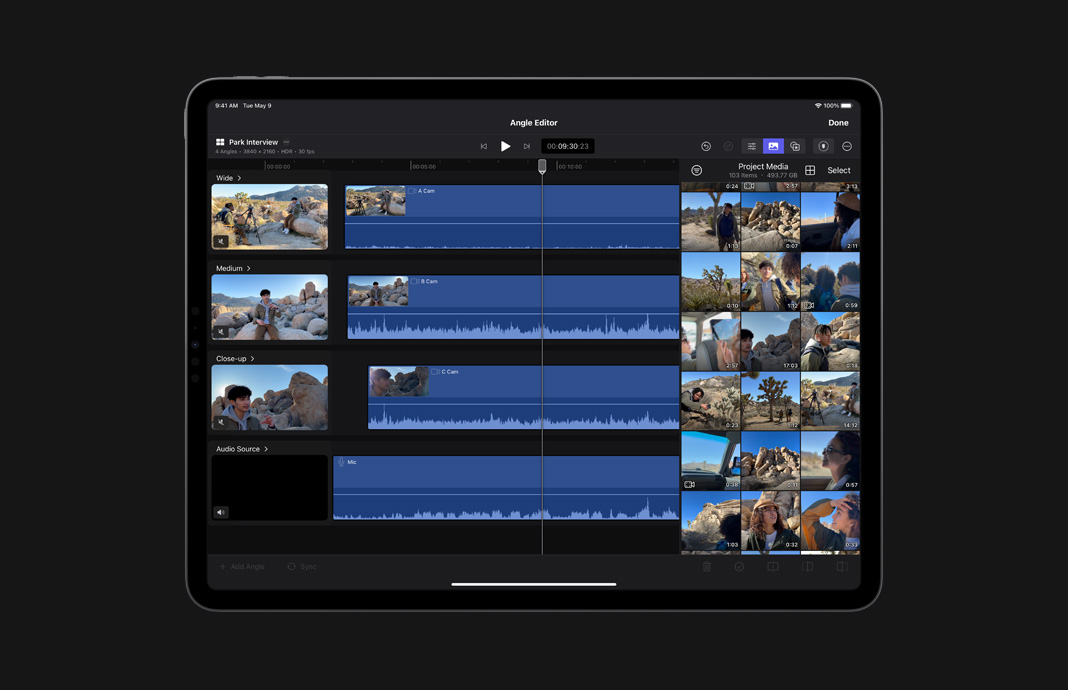 9:41 AM Tue May 9
100%
Angle Editor
Done
Park Interview
4 Angles • 3840 × 2160 • HDR • 30 fps
00:09:30:23
Project Media
103 Items • 493.77 GB
Select
00:00:00
00:05:00
00:10:00
Wide
A Cam
Medium
B Cam
Close-up
C Cam
Audio Source
Mic
0:24
2:57
3:13
1:13
0:07
2:11
0:10
1:12
0:59
2:57
17:03
0:13
0:23
1:12
14:12
0:38
0:11
0:57
1:03
0:32
0:33
Add Angle
Sync